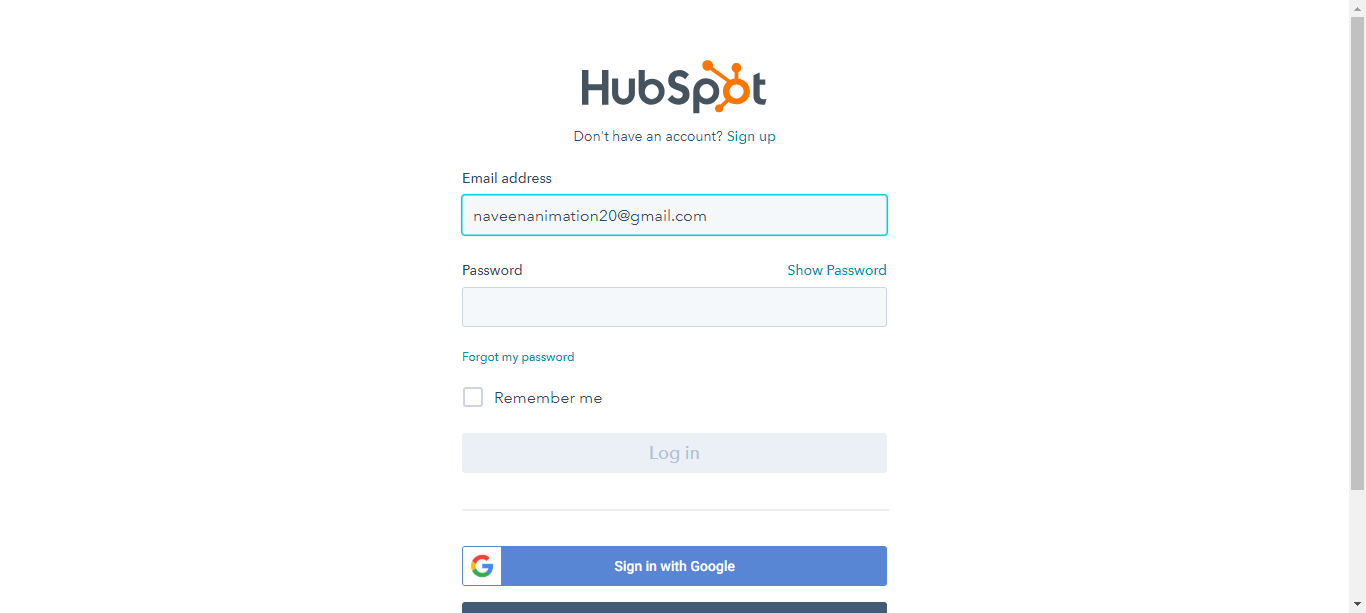 HubSpot
Don't have an account? Sign up
Email address
naveenanimation20@gmail.com
Password Show Password
Forgot my password
Remember me
Log in
Sign in with Google